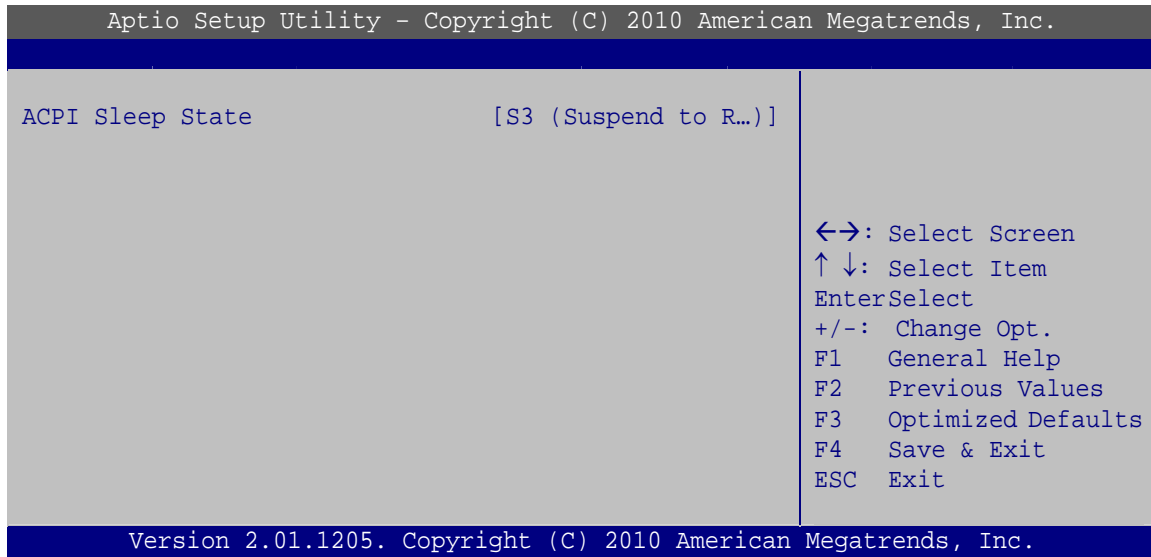 Aptio Setup Utility – Copyright (C) 2010 American Megatrends, Inc.
ACPI Sleep State [S3 (Suspend to R…)]
←→: Select Screen
↑ ↓: Select Item
EnterSelect
+/-: Change Opt.
F1 General Help
F2 Previous Values
F3 Optimized Defaults
F4 Save & Exit
ESC Exit
Version 2.01.1205. Copyright (C) 2010 American Megatrends, Inc.